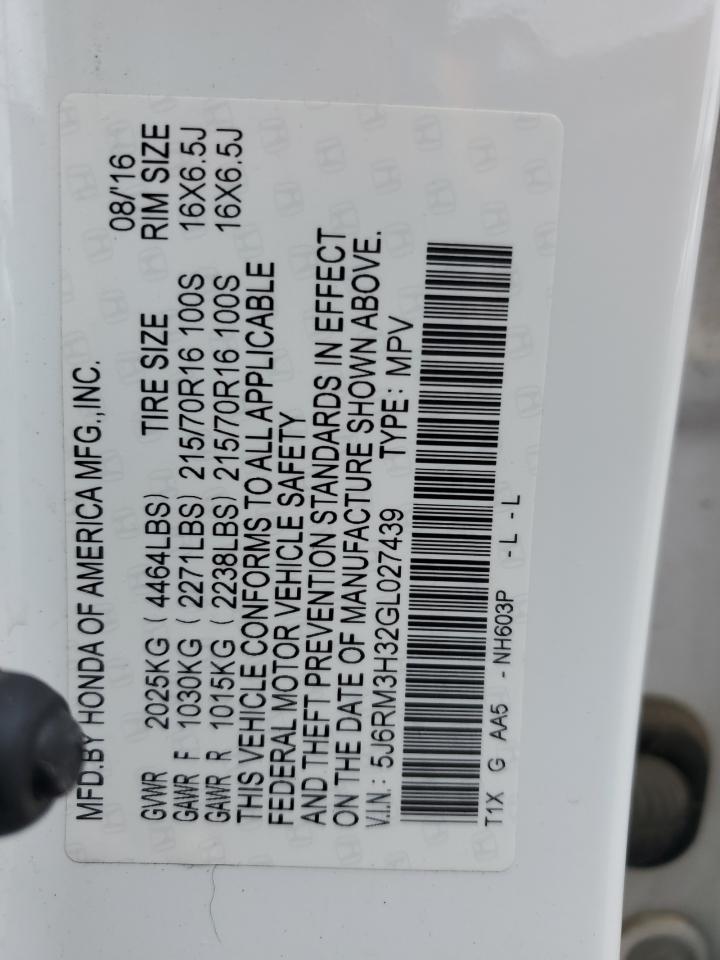 MFD.BY HONDA OF AMERICA MFG.,INC.
08/'16
GVWR 2025KG ( 4464LBS) TIRE SIZE RIM SIZE
GAWR F 1030KG ( 2271LBS) 215/70R16 100S 16X6.5J
GAWR R 1015KG ( 2238LBS) 215/70R16 100S 16X6.5J
THIS VEHICLE CONFORMS TO ALL APPLICABLE
FEDERAL MOTOR VEHICLE SAFETY
AND THEFT PREVENTION STANDARDS IN EFFECT
ON THE DATE OF MANUFACTURE SHOWN ABOVE.
V.I.N.: 5J6RM3H32GL027439 TYPE: MPV
T1X G AA5 - NH603P - L - L